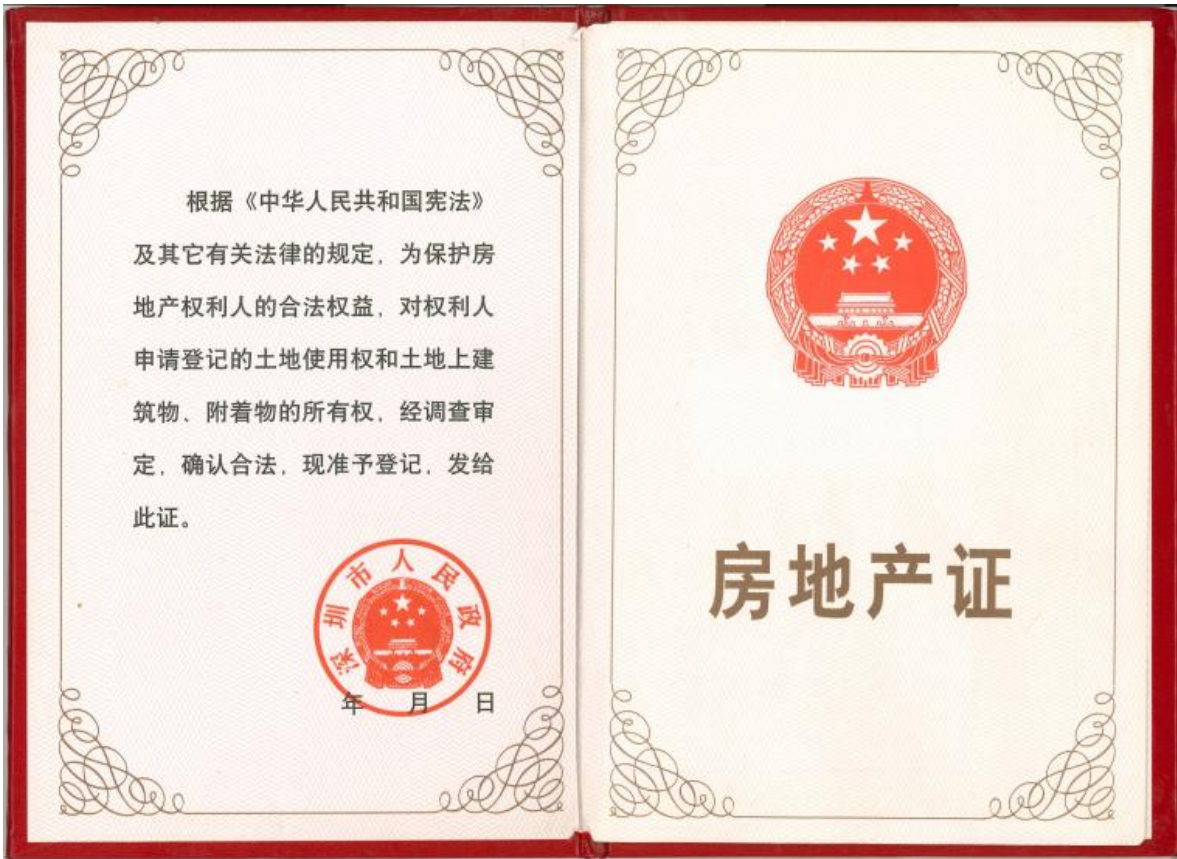 根据《中华人民共和国宪法》
及其它有关法律的规定，为保护房
地产权利人的合法权益，对权利人
申请登记的土地使用权和土地上建
筑物、附着物的所有权，经调查审
定，确认合法，现准予登记，发给
此证。
深圳市人民政府
年 月 日
房地产证